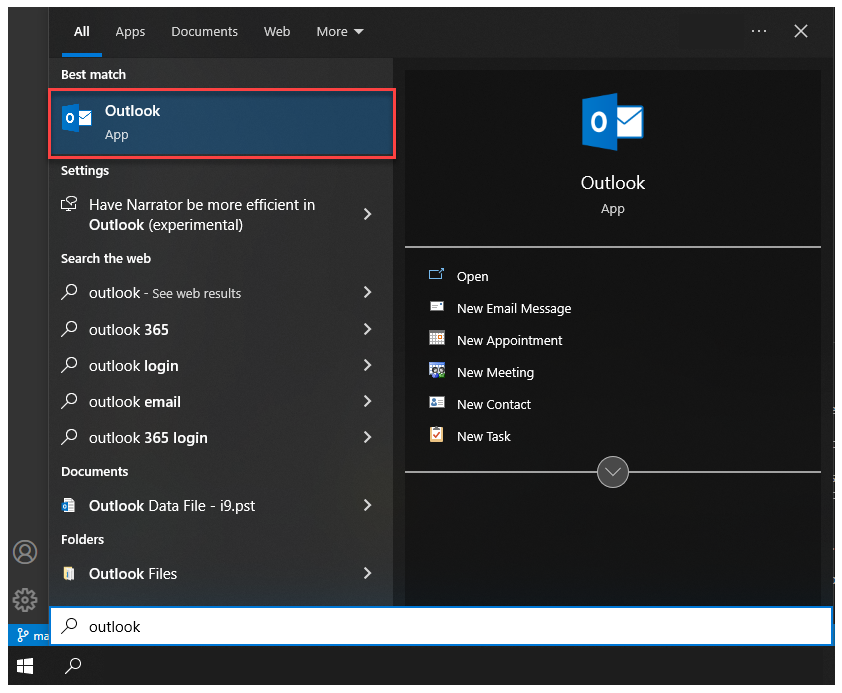 All Apps Documents Web More
Best match
Outlook
App
Settings
Have Narrator be more efficient in
Outlook (experimental)
Search the web
outlook - See web results
outlook 365
outlook login
outlook email
outlook 365 login
Documents
Outlook Data File - i9.pst
Folders
Outlook Files
Outlook
App
Open
New Email Message
New Appointment
New Meeting
New Contact
New Task
ma
outlook